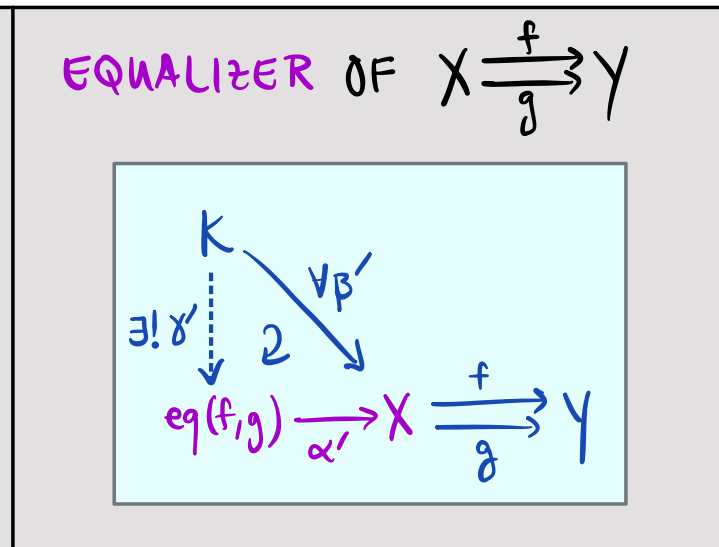 EQUALIZER OF X f g Y
K
∀β′
∃! γ′
eq(f,g) α′ X f g Y